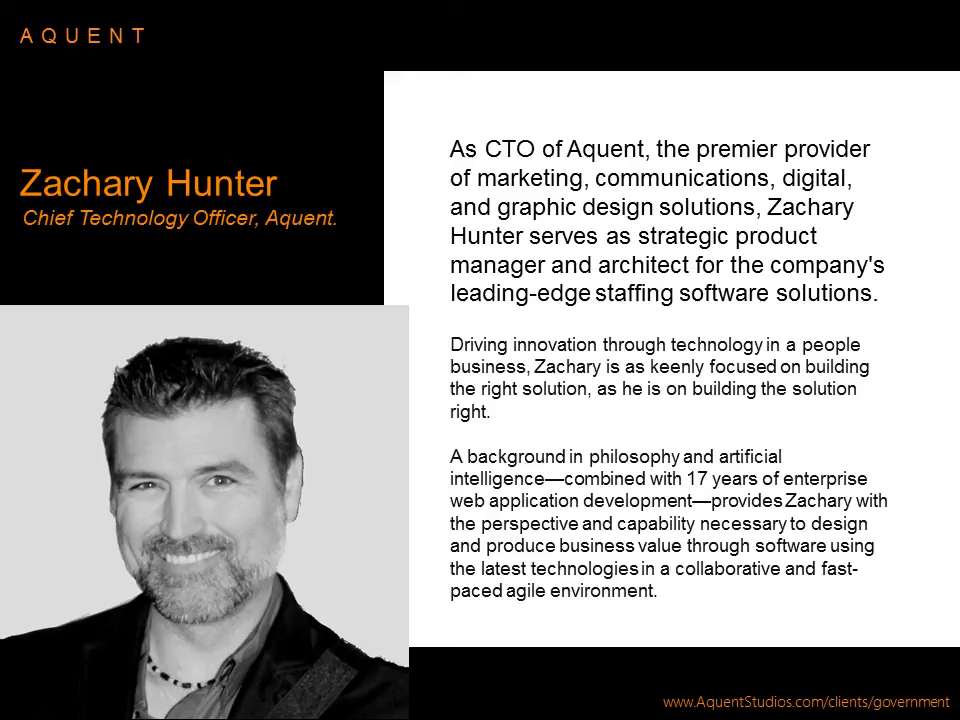 A Q U E N T
Zachary Hunter
Chief Technology Officer, Aquent.
As CTO of Aquent, the premier provider
of marketing, communications, digital,
and graphic design solutions, Zachary
Hunter serves as strategic product
manager and architect for the company's
leading-edge staffing software solutions.
Driving innovation through technology in a people
business, Zachary is as keenly focused on building
the right solution, as he is on building the solution
right.
A background in philosophy and artificial
intelligence—combined with 17 years of enterprise
web application development—provides Zachary with
the perspective and capability necessary to design
and produce business value through software using
the latest technologies in a collaborative and fast-
paced agile environment.
www.AquentStudios.com/clients/government